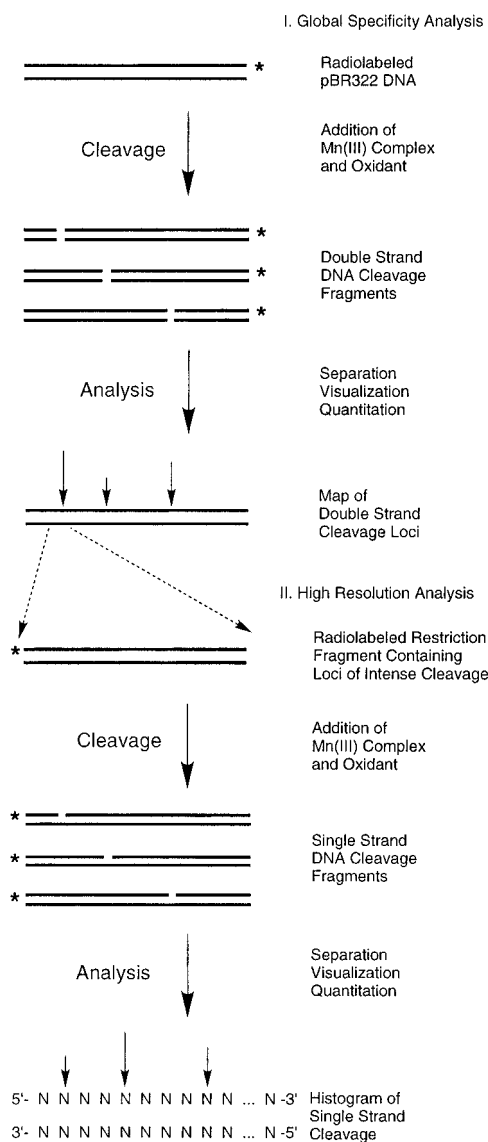 I. Global Specificity Analysis
*
Radiolabeled
pBR322 DNA
Cleavage
Addition of
Mn(III) Complex
and Oxidant
*
*
*
Double Strand
DNA Cleavage
Fragments
Analysis
Separation
Visualization
Quantitation
Map of
Double Strand
Cleavage Loci
II. High Resolution Analysis
*
Radiolabeled Restriction
Fragment Containing
Loci of Intense Cleavage
Cleavage
Addition of
Mn(III) Complex
and Oxidant
*
*
*
Single Strand
DNA Cleavage
Fragments
Analysis
Separation
Visualization
Quantitation
5'- N N N N N N N N N ... N -3'
3'- N N N N N N N N N ... N -5'
Histogram of
Single Strand
Cleavage